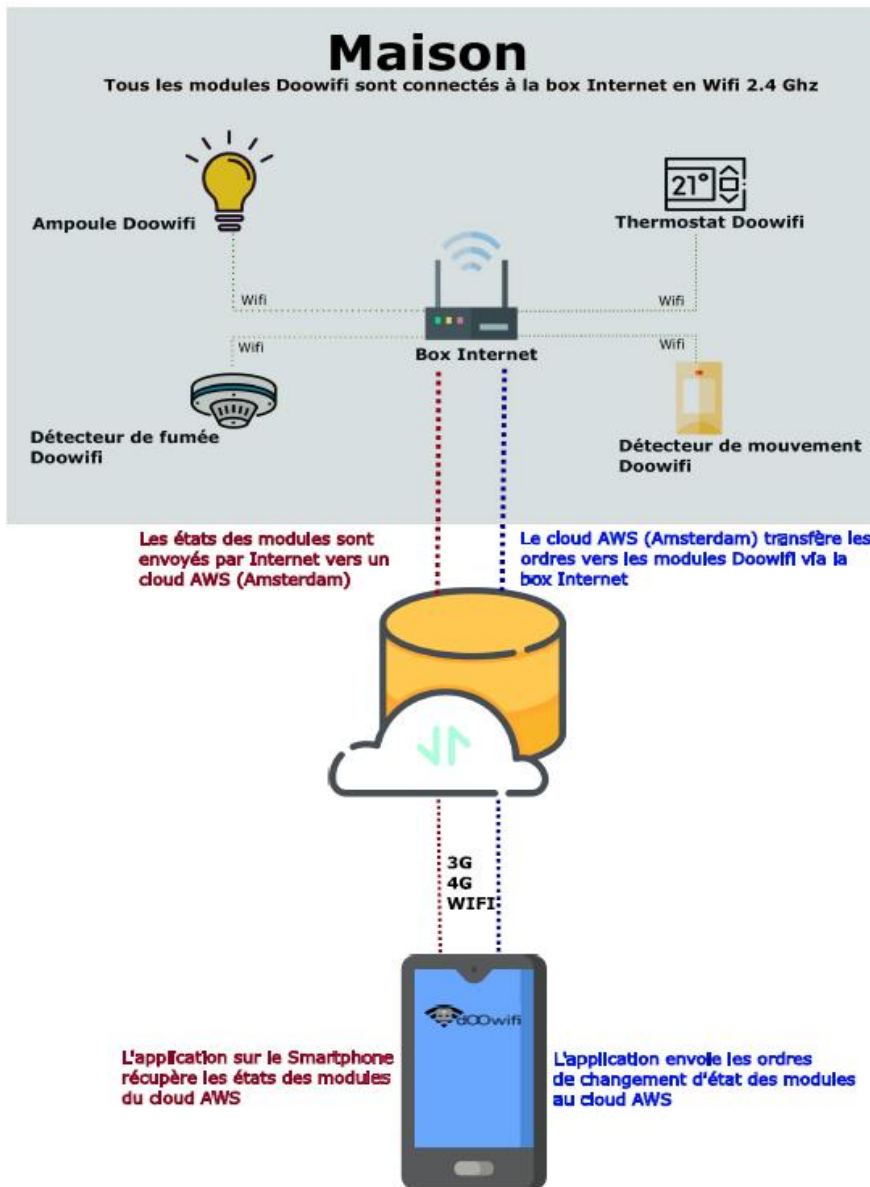 Maison
Tous les modules Doowifi sont connectés à la box Internet en Wifi 2.4 Ghz
21°
Ampoule Doowifi
Thermostat Doowifi
Wifi
Wifi
Wifi
Wifi
Box Internet
Détecteur de fumée
Doowifi
Détecteur de mouvement
Doowifi
Les états des modules sont
envoyés par Internet vers un
cloud AWS (Amsterdam)
Le cloud AWS (Amsterdam) transfère les
ordres vers les modules Doowifi via la
box Internet
3G
4G
WIFI
dOOwifi
L'application sur le Smartphone
récupère les états des modules
du cloud AWS
L'application envoie les ordres
de changement d'état des modules
au cloud AWS